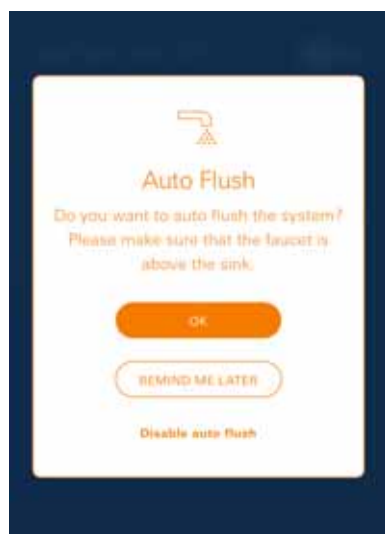 Auto Flush
Do you want to auto flush the system?
Please make sure that the faucet is
above the sink.
OK
REMIND ME LATER
Disable auto flush